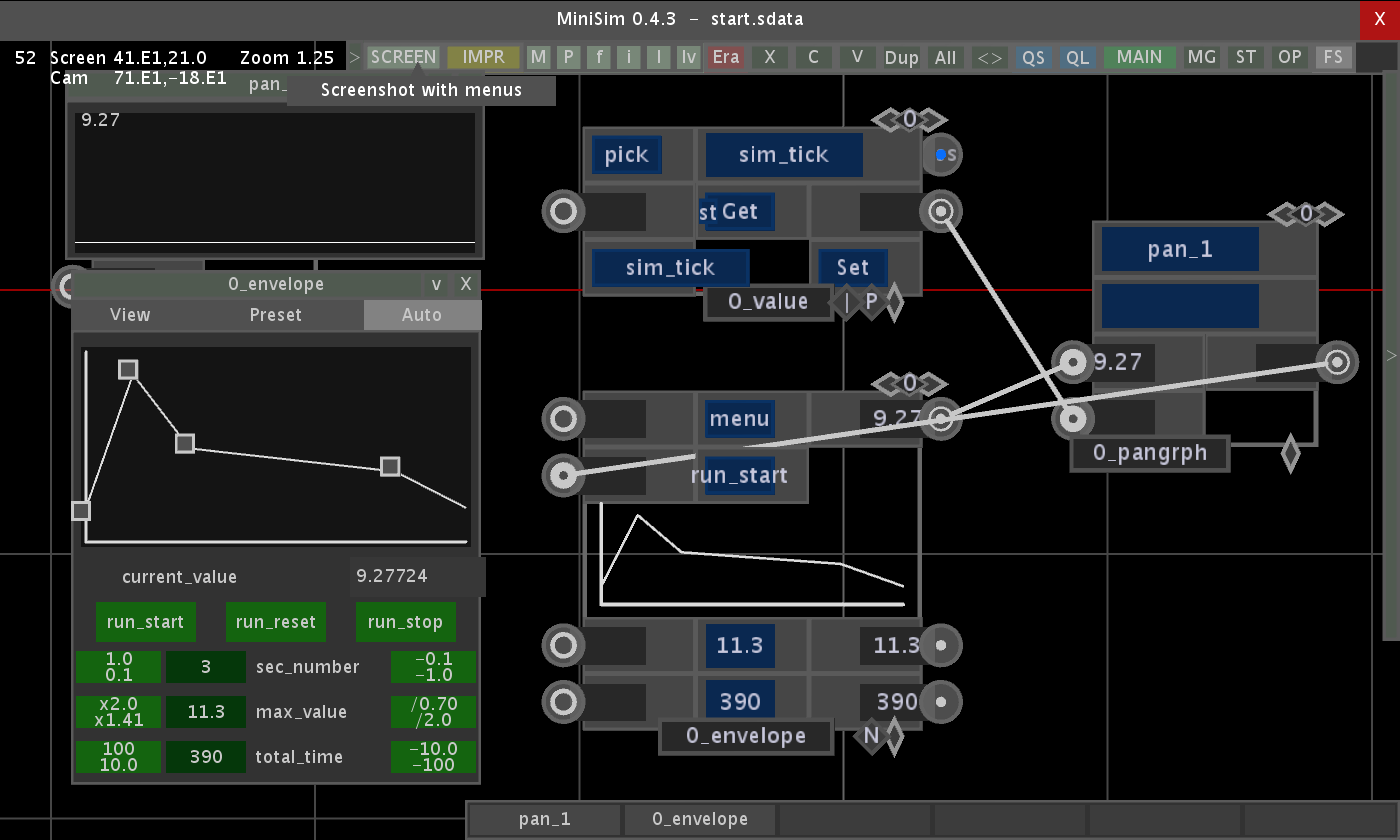 MiniSim 0.4.3 - start.sdata
X
52 Screen 41.E1,21.0 Zoom 1.25
Cam 71.E1,-18.E1
> SCREEN IMPR M P f i l lv Era X C V Dup All <> QS QL MAIN MG ST OP FS
Screenshot with menus
pan_
9.27
0_envelope v X
View Preset Auto
current_value 9.27724
run_start run_reset run_stop
1.0
0.1
3 sec_number
-0.1
-1.0
x2.0
x1.41
11.3 max_value
/0.70
/2.0
100
10.0
390 total_time
-10.0
-100
0
pick sim_tick s
st Get
sim_tick Set
0_value | P
0
menu 9.27
run_start
11.3 11.3
390 390
0_envelope N
0
pan_1
9.27
0_pangrph
>
pan_1 0_envelope